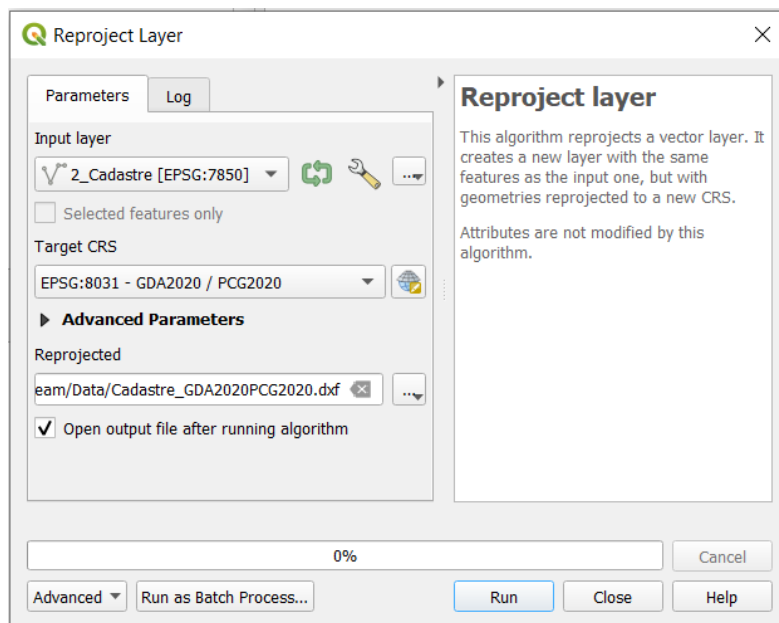 Reproject Layer
Parameters
Log
Input layer
2_Cadastre [EPSG:7850]
...
Selected features only
Target CRS
EPSG:8031 - GDA2020 / PCG2020
Advanced Parameters
Reprojected
eam/Data/Cadastre_GDA2020PCG2020.dxf
...
Open output file after running algorithm
Reproject layer
This algorithm reprojects a vector layer. It
creates a new layer with the same
features as the input one, but with
geometries reprojected to a new CRS.
Attributes are not modified by this
algorithm.
0%
Cancel
Advanced
Run as Batch Process...
Run
Close
Help